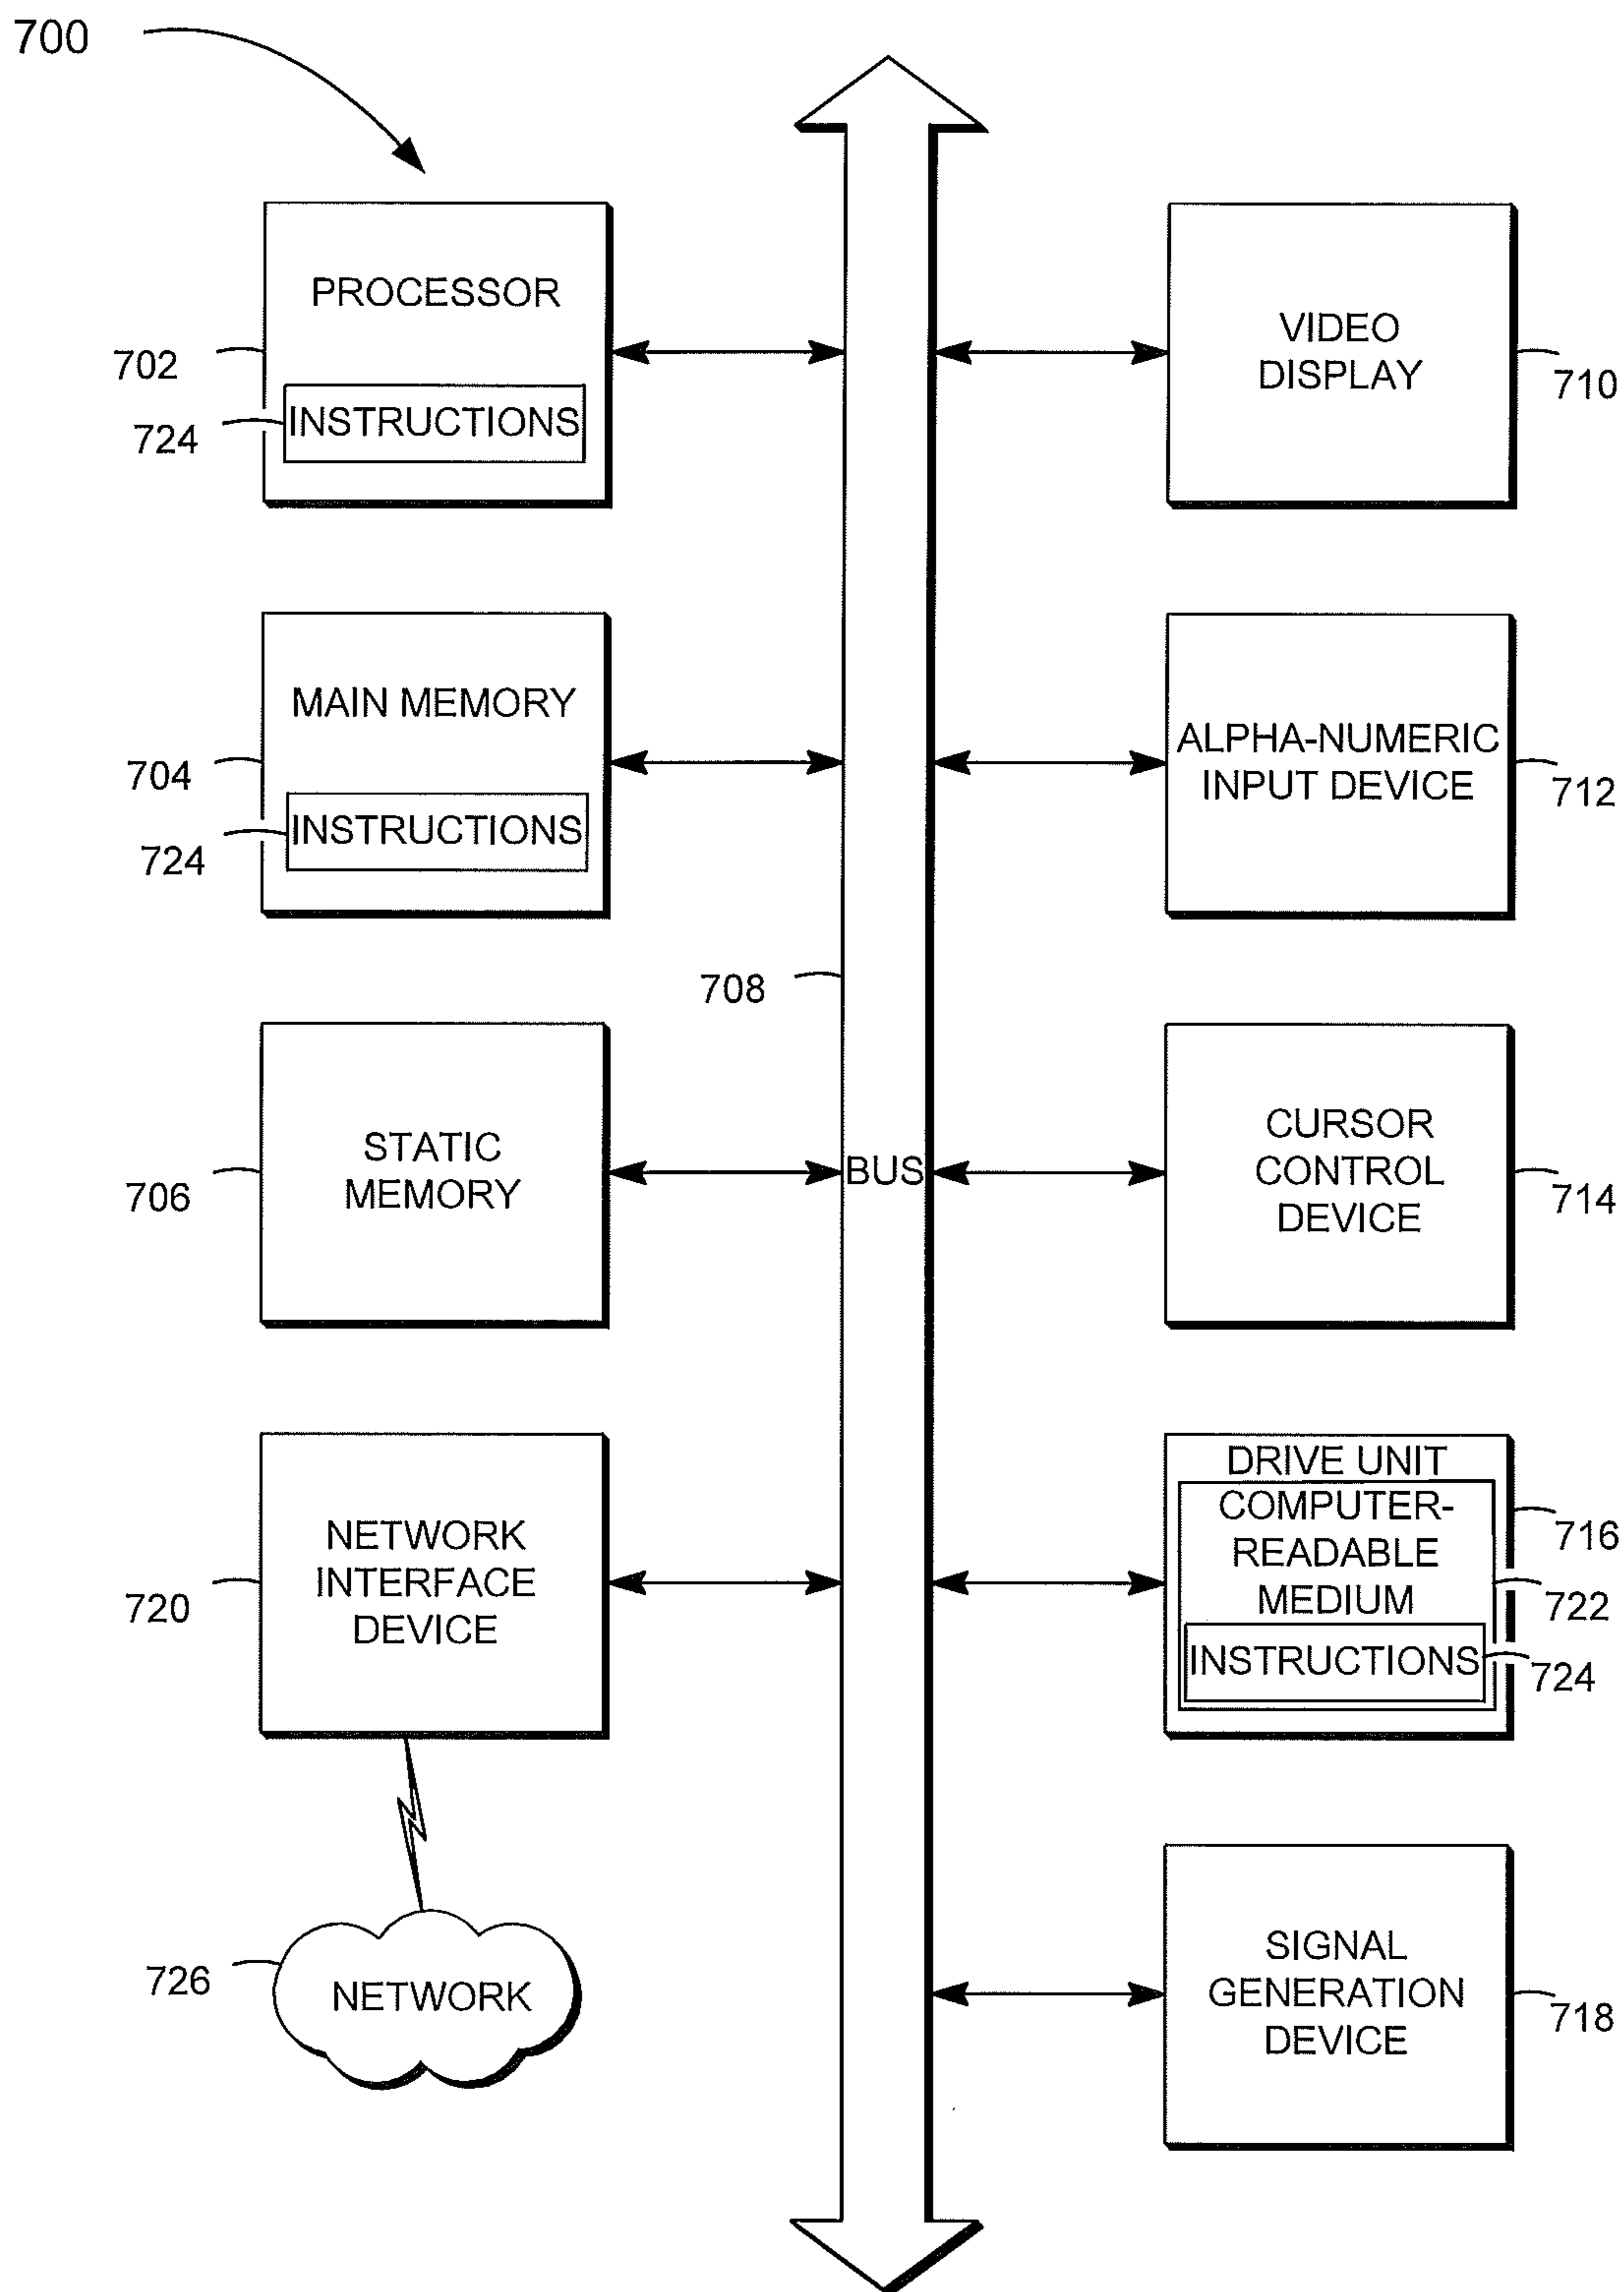 700
PROCESSOR
702
724
INSTRUCTIONS
VIDEO
DISPLAY
710
MAIN MEMORY
704
724
INSTRUCTIONS
ALPHA-NUMERIC
INPUT DEVICE
712
708
BUS
STATIC
MEMORY
706
CURSOR
CONTROL
DEVICE
714
NETWORK
INTERFACE
DEVICE
720
DRIVE UNIT
COMPUTER-
READABLE
MEDIUM
INSTRUCTIONS
716
722
724
726
NETWORK
SIGNAL
GENERATION
DEVICE
718